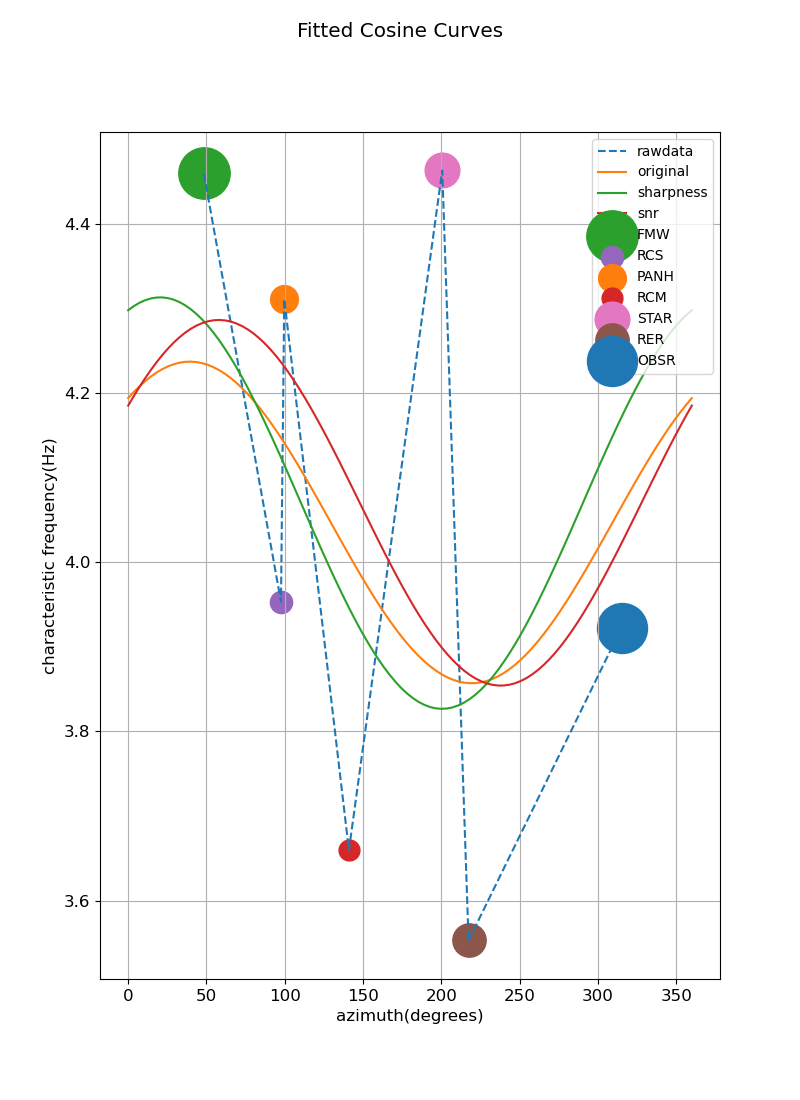 Fitted Cosine Curves
rawdata
original
sharpness
snr
FMW
RCS
PANH
RCM
STAR
RER
OBSR
characteristic frequency(Hz)
4.4
4.2
4.0
3.8
3.6
0 50 100 150 200 250 300 350
azimuth(degrees)